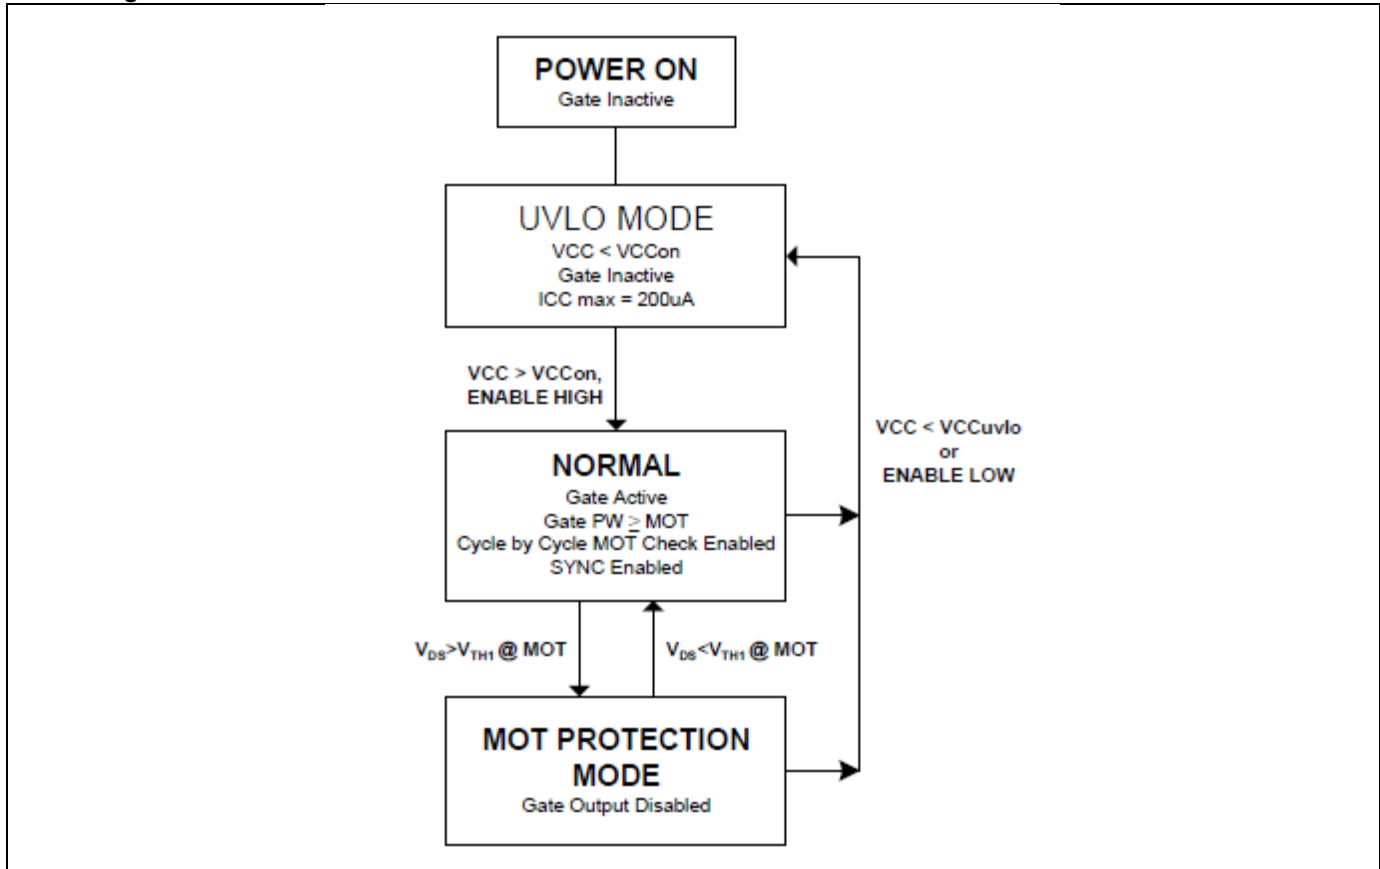 POWER ON
Gate Inactive
UVLO MODE
VCC < VCCon
Gate Inactive
ICC max = 200uA
VCC > VCCon,
ENABLE HIGH
VCC < VCCuvlo
or
ENABLE LOW
NORMAL
Gate Active
Gate PW ≥ MOT
Cycle by Cycle MOT Check Enabled
SYNC Enabled
VDS>VTH1 @ MOT
VDS<VTH1 @ MOT
MOT PROTECTION
MODE
Gate Output Disabled